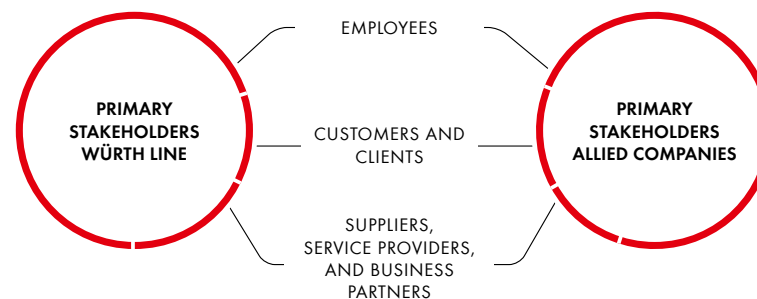 EMPLOYEES
PRIMARY
STAKEHOLDERS
WÜRTH LINE
CUSTOMERS AND
CLIENTS
PRIMARY
STAKEHOLDERS
ALLIED COMPANIES
SUPPLIERS,
SERVICE PROVIDERS,
AND BUSINESS
PARTNERS